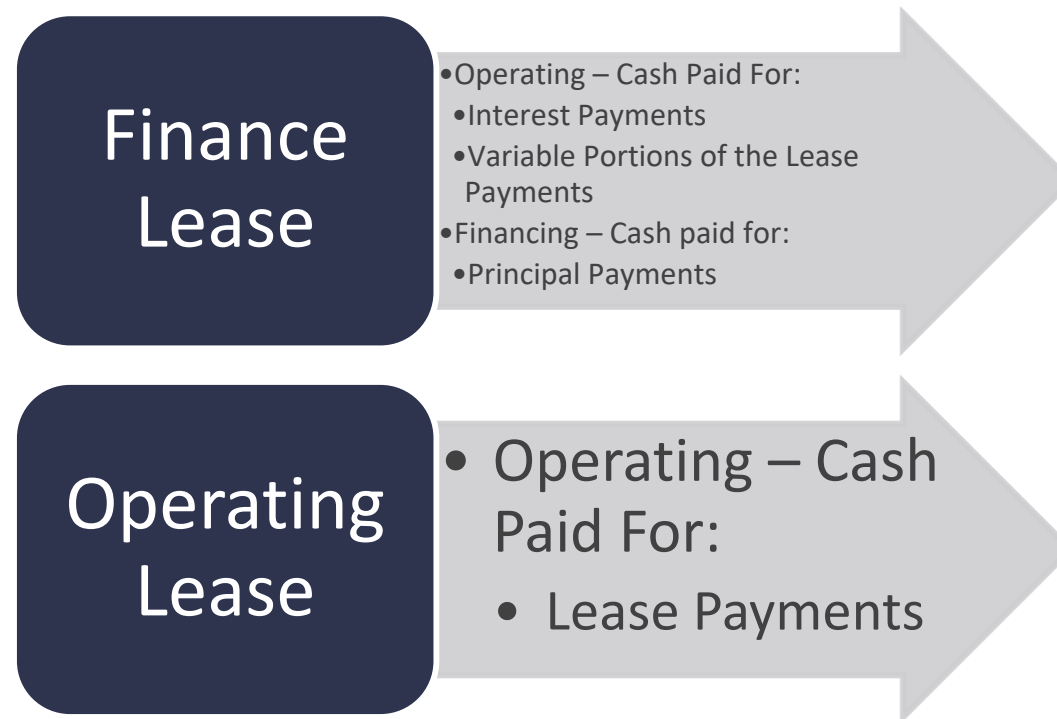 Finance
Lease
•Operating – Cash Paid For:
•Interest Payments
•Variable Portions of the Lease
Payments
•Financing – Cash paid for:
•Principal Payments
Operating
Lease
• Operating – Cash
Paid For:
• Lease Payments